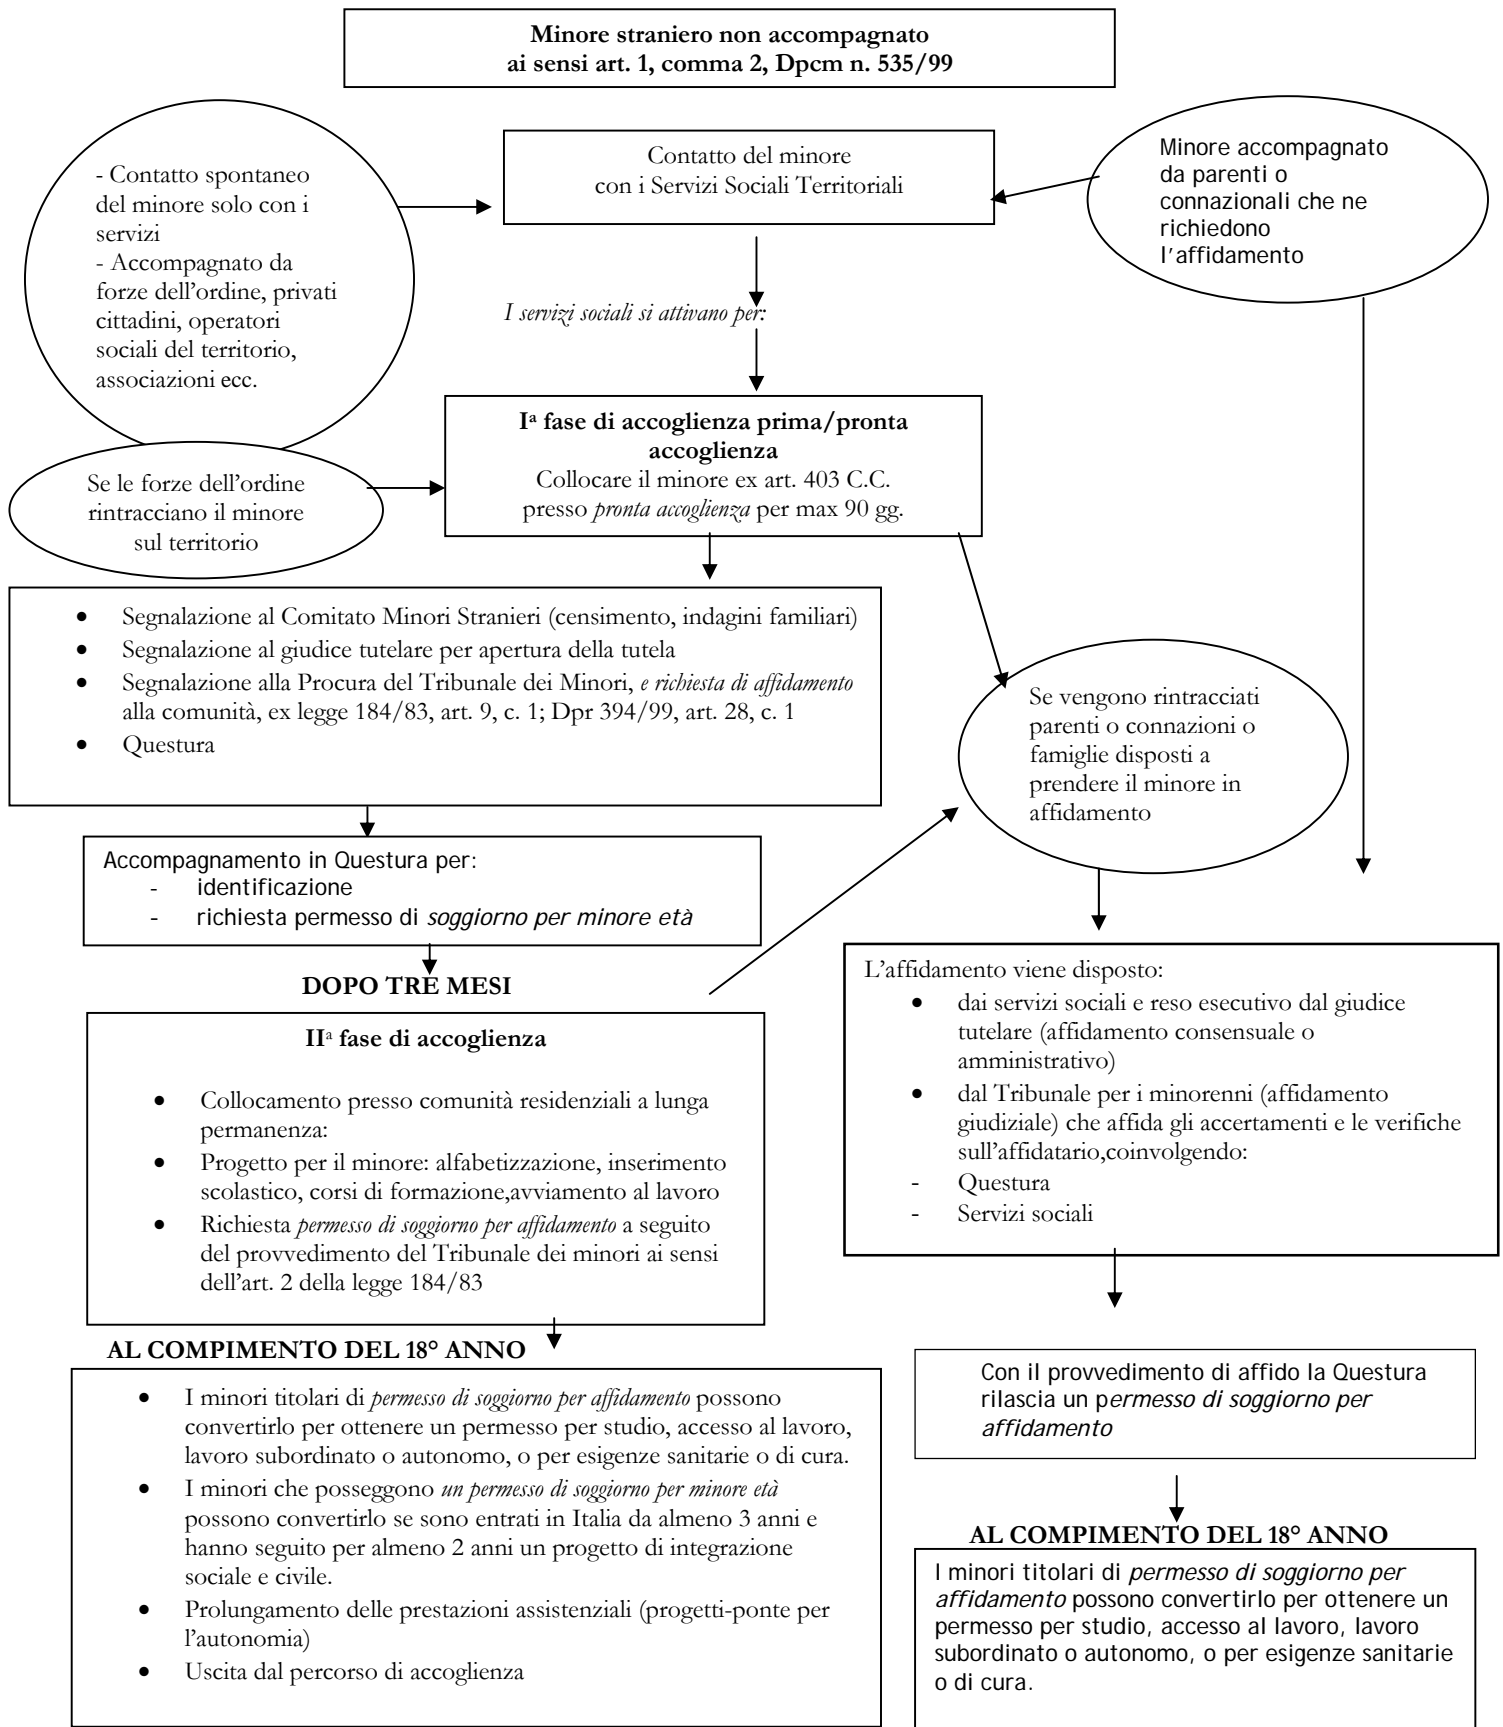 Minore straniero non accompagnato
ai sensi art. 1, comma 2, Dpcm n. 535/99
- Contatto spontaneo
del minore solo con i
servizi
- Accompagnato da
forze dell'ordine, privati
cittadini, operatori
sociali del territorio,
associazioni ecc.
Contatto del minore
con i Servizi Sociali Territoriali
Minore accompagnato
da parenti o
connazionali che ne
richiedono
l'affidamento
I servizi sociali si attivano per:
Iª fase di accoglienza prima/pronta
accoglienza
Collocare il minore ex art. 403 C.C.
presso pronta accoglienza per max 90 gg.
Se le forze dell'ordine
rintracciano il minore
sul territorio
• Segnalazione al Comitato Minori Stranieri (censimento, indagini familiari)
• Segnalazione al giudice tutelare per apertura della tutela
• Segnalazione alla Procura del Tribunale dei Minori, e richiesta di affidamento
alla comunità, ex legge 184/83, art. 9, c. 1; Dpr 394/99, art. 28, c. 1
• Questura
Se vengono rintracciati
parenti o connazioni o
famiglie disposti a
prendere il minore in
affidamento
Accompagnamento in Questura per:
- identificazione
- richiesta permesso di soggiorno per minore età
DOPO TRE MESI
IIª fase di accoglienza
• Collocamento presso comunità residenziali a lunga
permanenza:
• Progetto per il minore: alfabetizzazione, inserimento
scolastico, corsi di formazione,avviamento al lavoro
• Richiesta permesso di soggiorno per affidamento a seguito
del provvedimento del Tribunale dei minori ai sensi
dell'art. 2 della legge 184/83
L'affidamento viene disposto:
• dai servizi sociali e reso esecutivo dal giudice
tutelare (affidamento consensuale o
amministrativo)
• dal Tribunale per i minorenni (affidamento
giudiziale) che affida gli accertamenti e le verifiche
sull'affidatario,coinvolgendo:
- Questura
- Servizi sociali
AL COMPIMENTO DEL 18° ANNO
• I minori titolari di permesso di soggiorno per affidamento possono
convertirlo per ottenere un permesso per studio, accesso al lavoro,
lavoro subordinato o autonomo, o per esigenze sanitarie o di cura.
• I minori che posseggono un permesso di soggiorno per minore età
possono convertirlo se sono entrati in Italia da almeno 3 anni e
hanno seguito per almeno 2 anni un progetto di integrazione
sociale e civile.
• Prolungamento delle prestazioni assistenziali (progetti-ponte per
l'autonomia)
• Uscita dal percorso di accoglienza
Con il provvedimento di affido la Questura
rilascia un permesso di soggiorno per
affidamento
AL COMPIMENTO DEL 18° ANNO
I minori titolari di permesso di soggiorno per
affidamento possono convertirlo per ottenere un
permesso per studio, accesso al lavoro, lavoro
subordinato o autonomo, o per esigenze sanitarie
o di cura.